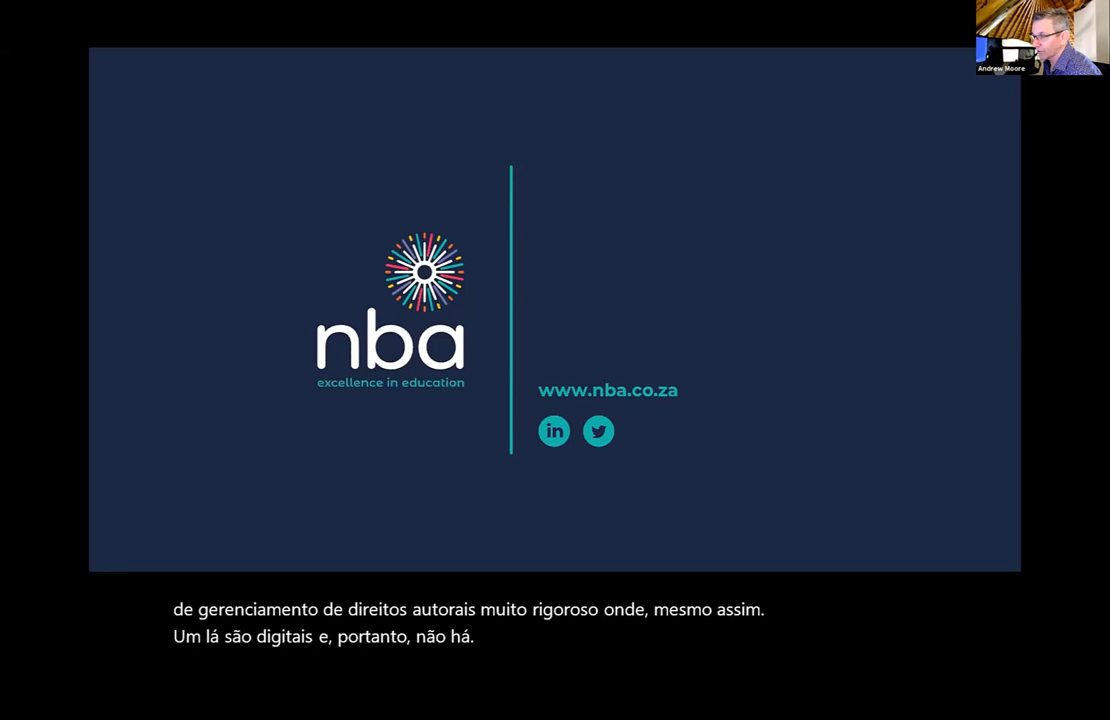 Andrew Moore
nba
excellence in education
www.nba.co.za
in
de gerenciamento de direitos autorais muito rigoroso onde, mesmo assim.
Um lá são digitais e, portanto, não há.